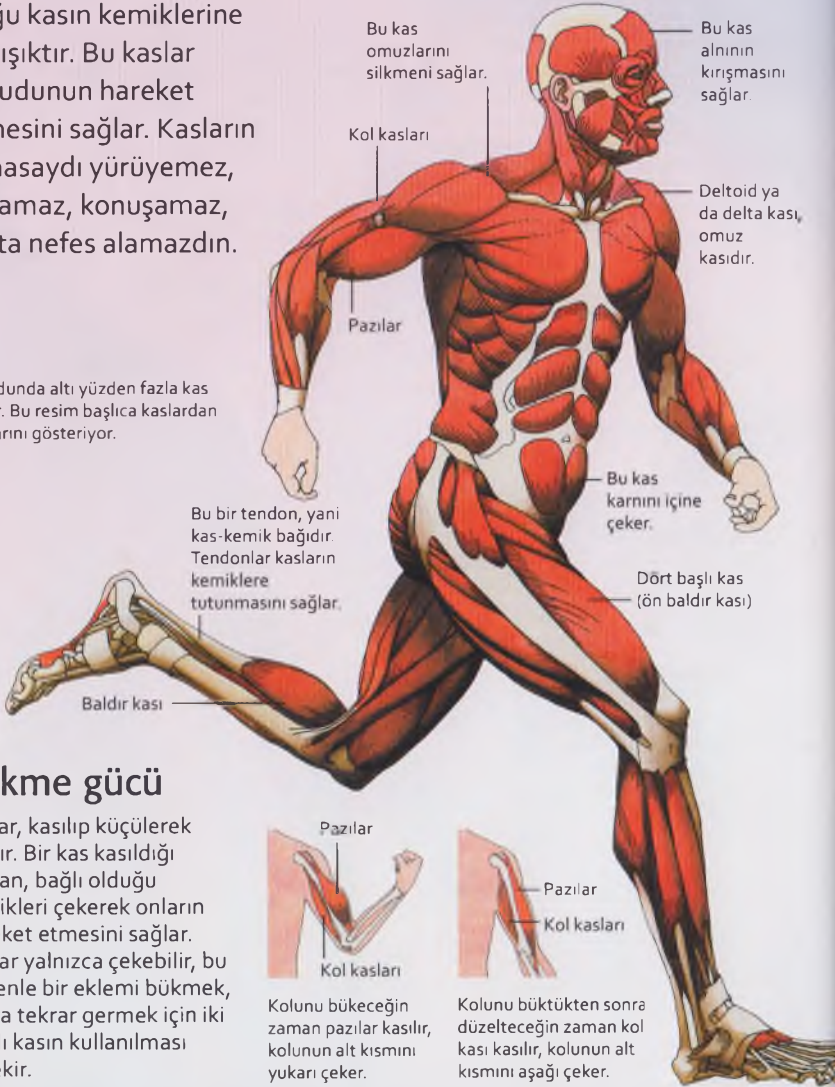 ğu kasın kemiklerine
ışıktır. Bu kaslar
udunun hareket
nesini sağlar. Kasların
nasaydı yürüyemez,
amaz, konuşamaz,
ta nefes alamazdın.
dunda altı yüzden fazla kas
r. Bu resim başlıca kaslardan
arını gösteriyor.
Bu kas
omuzlarını
silkmeni sağlar.
Bu kas
alnının
kırışmasını
sağlar.
Kol kasları
Deltoid ya
da delta kası,
omuz
kasıdır.
Pazılar
Bu kas
karnını içine
çeker.
Bu bir tendon, yani
kas-kemik bağıdır.
Tendonlar kasların
kemiklere
tutunmasını sağlar.
Dört başlı kas
(ön baldır kası)
Baldır kası
kme gücü
ar, kasılıp küçülerek
ır. Bir kas kasıldığı
an, bağlı olduğu
ikleri çekerek onların
ket etmesini sağlar.
ar yalnızca çekebilir, bu
enle bir eklemi bükmek,
a tekrar germek için iki
ı kasın kullanılması
kir.
Pazılar
Kol kasları
Kolunu bükeceğin
zaman pazılar kasılır,
kolunun alt kısmını
yukarı çeker.
Pazılar
Kol kasları
Kolunu büktükten sonra
düzelteceğin zaman kol
kası kasılır, kolunun alt
kısmını aşağı çeker.